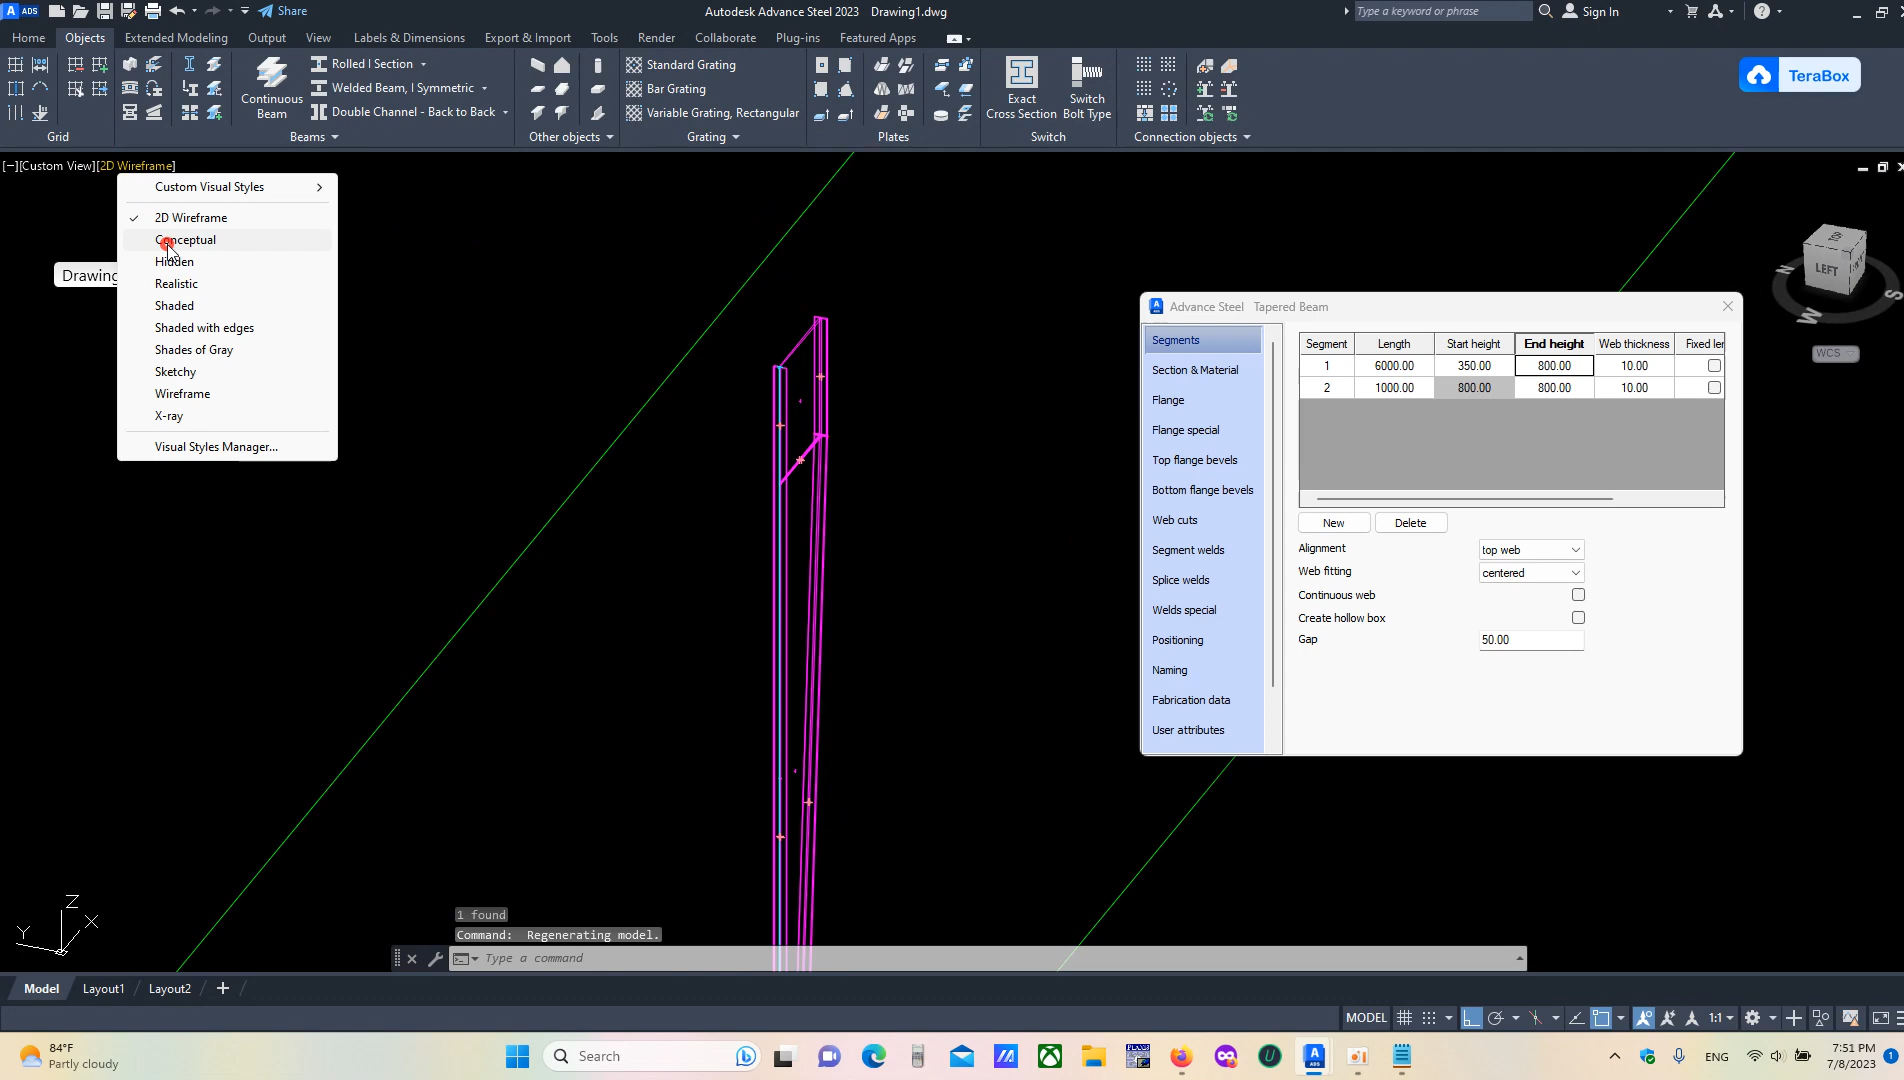 A ADS Share Autodesk Advance Steel 2023 Drawing1.dwg Type a keyword or phrase Sign In
Home Objects Extended Modeling Output View Labels & Dimensions Export & Import Tools Render Collaborate Plug-ins Featured Apps
Rolled I Section
Welded Beam, I Symmetric
Double Channel - Back to Back
Continuous
Beam
Standard Grating
Bar Grating
Variable Grating, Rectangular
Exact
Cross Section
Switch
Bolt Type
TeraBox
Grid Beams Other objects Grating Plates Switch Connection objects
[−][Custom View][2D Wireframe]
Custom Visual Styles
2D Wireframe
Conceptual
Hidden
Realistic
Shaded
Shaded with edges
Shades of Gray
Sketchy
Wireframe
X-ray
Visual Styles Manager...
Drawing
LEFT
N
S
W
WCS
Advance Steel Tapered Beam
Segments
Section & Material
Flange
Flange special
Top flange bevels
Bottom flange bevels
Web cuts
Segment welds
Splice welds
Welds special
Positioning
Naming
Fabrication data
User attributes
Segment Length Start height End height Web thickness Fixed ler
1 6000.00 350.00 800.00 10.00
2 1000.00 800.00 800.00 10.00
New Delete
Alignment top web
Web fitting centered
Continuous web
Create hollow box
Gap 50.00
Z
Y X
1 found
Command: Regenerating model.
Type a command
Model Layout1 Layout2 +
MODEL 1:1
84°F
Partly cloudy
Search
ENG
7:51 PM
7/8/2023
1